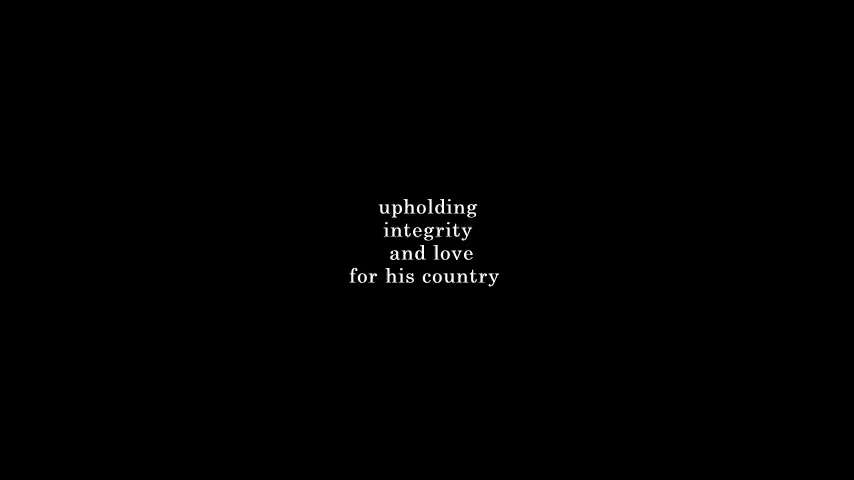 upholding
integrity
and love
for his country